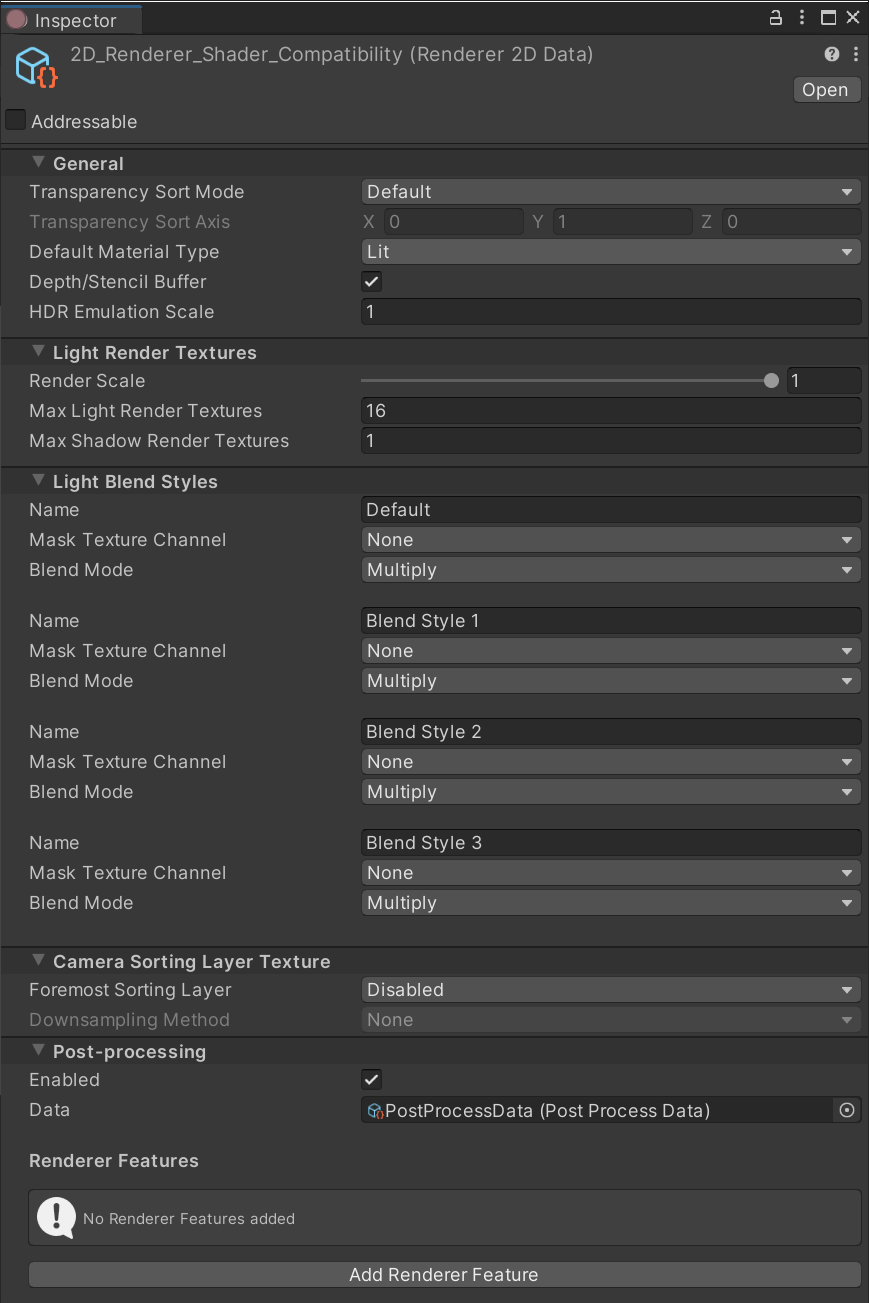 Inspector
2D_Renderer_Shader_Compatibility (Renderer 2D Data)
Open
Addressable
General
Transparency Sort Mode Default
Transparency Sort Axis X 0 Y 1 Z 0
Default Material Type Lit
Depth/Stencil Buffer
HDR Emulation Scale 1
Light Render Textures
Render Scale 1
Max Light Render Textures 16
Max Shadow Render Textures 1
Light Blend Styles
Name Default
Mask Texture Channel None
Blend Mode Multiply
Name Blend Style 1
Mask Texture Channel None
Blend Mode Multiply
Name Blend Style 2
Mask Texture Channel None
Blend Mode Multiply
Name Blend Style 3
Mask Texture Channel None
Blend Mode Multiply
Camera Sorting Layer Texture
Foremost Sorting Layer Disabled
Downsampling Method None
Post-processing
Enabled
Data PostProcessData (Post Process Data)
Renderer Features
No Renderer Features added
Add Renderer Feature